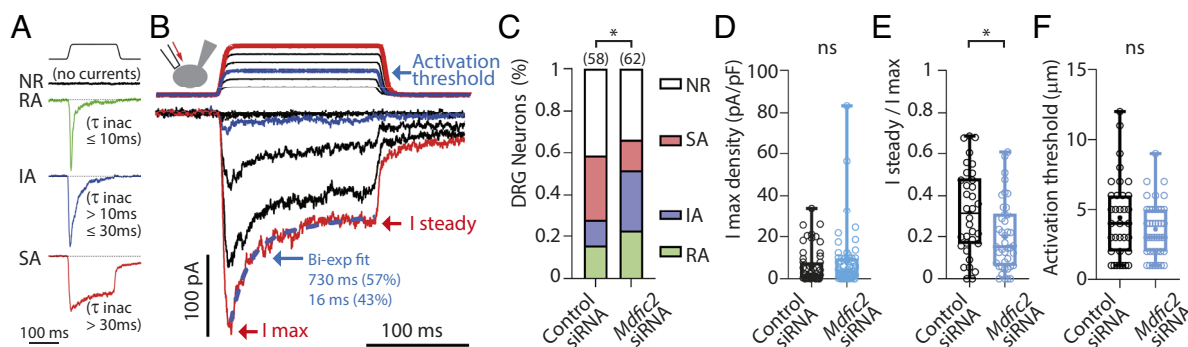 A
(no currents)
NR
RA
(τ inac
≤ 10ms)
IA
(τ inac
> 10ms
≤ 30ms)
SA
(τ inac
> 30ms)
100 ms
B
Activation
threshold
I steady
Bi-exp fit
730 ms (57%)
16 ms (43%)
I max
100 pA
100 ms
C
*
(58) (62)
DRG Neurons (%)
1
0.8
0.6
0.4
0.2
0
NR
SA
IA
RA
Control
siRNA
Mdfic2
siRNA
D
ns
I max density (pA/pF)
100
80
60
40
20
0
Control
siRNA
Mdfic2
siRNA
E
*
I steady / I max
1
0.8
0.6
0.4
0.2
0
Control
siRNA
Mdfic2
siRNA
F
ns
Activation threshold (µm)
15
10
5
0
Control
siRNA
Mdfic2
siRNA